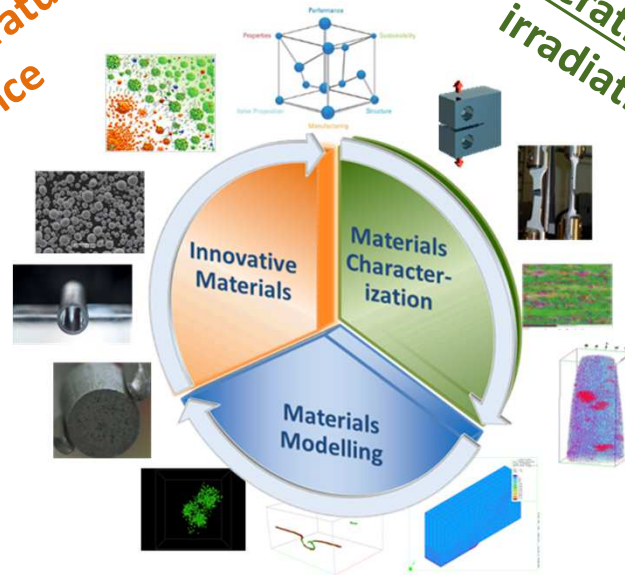 Performance
Properties
Sustainability
Structure
Manufacturing
irradiat
Innovative
Materials
Materials
Character-
ization
Materials
Modelling